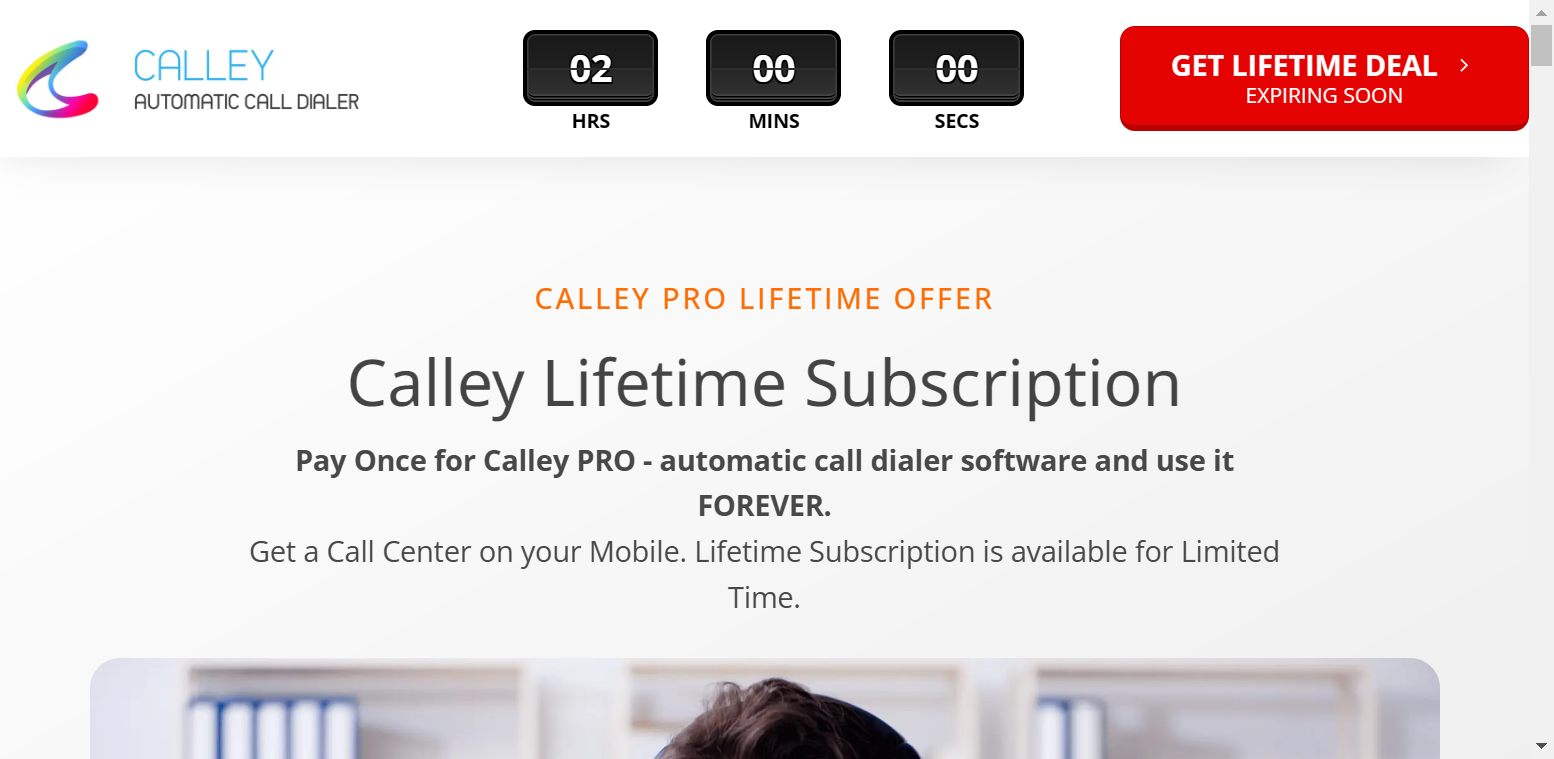 CALLEY
AUTOMATIC CALL DIALER
02 00 00
HRS MINS SECS
GET LIFETIME DEAL
EXPIRING SOON
CALLEY PRO LIFETIME OFFER
Calley Lifetime Subscription
Pay Once for Calley PRO - automatic call dialer software and use it
FOREVER.
Get a Call Center on your Mobile. Lifetime Subscription is available for Limited
Time.